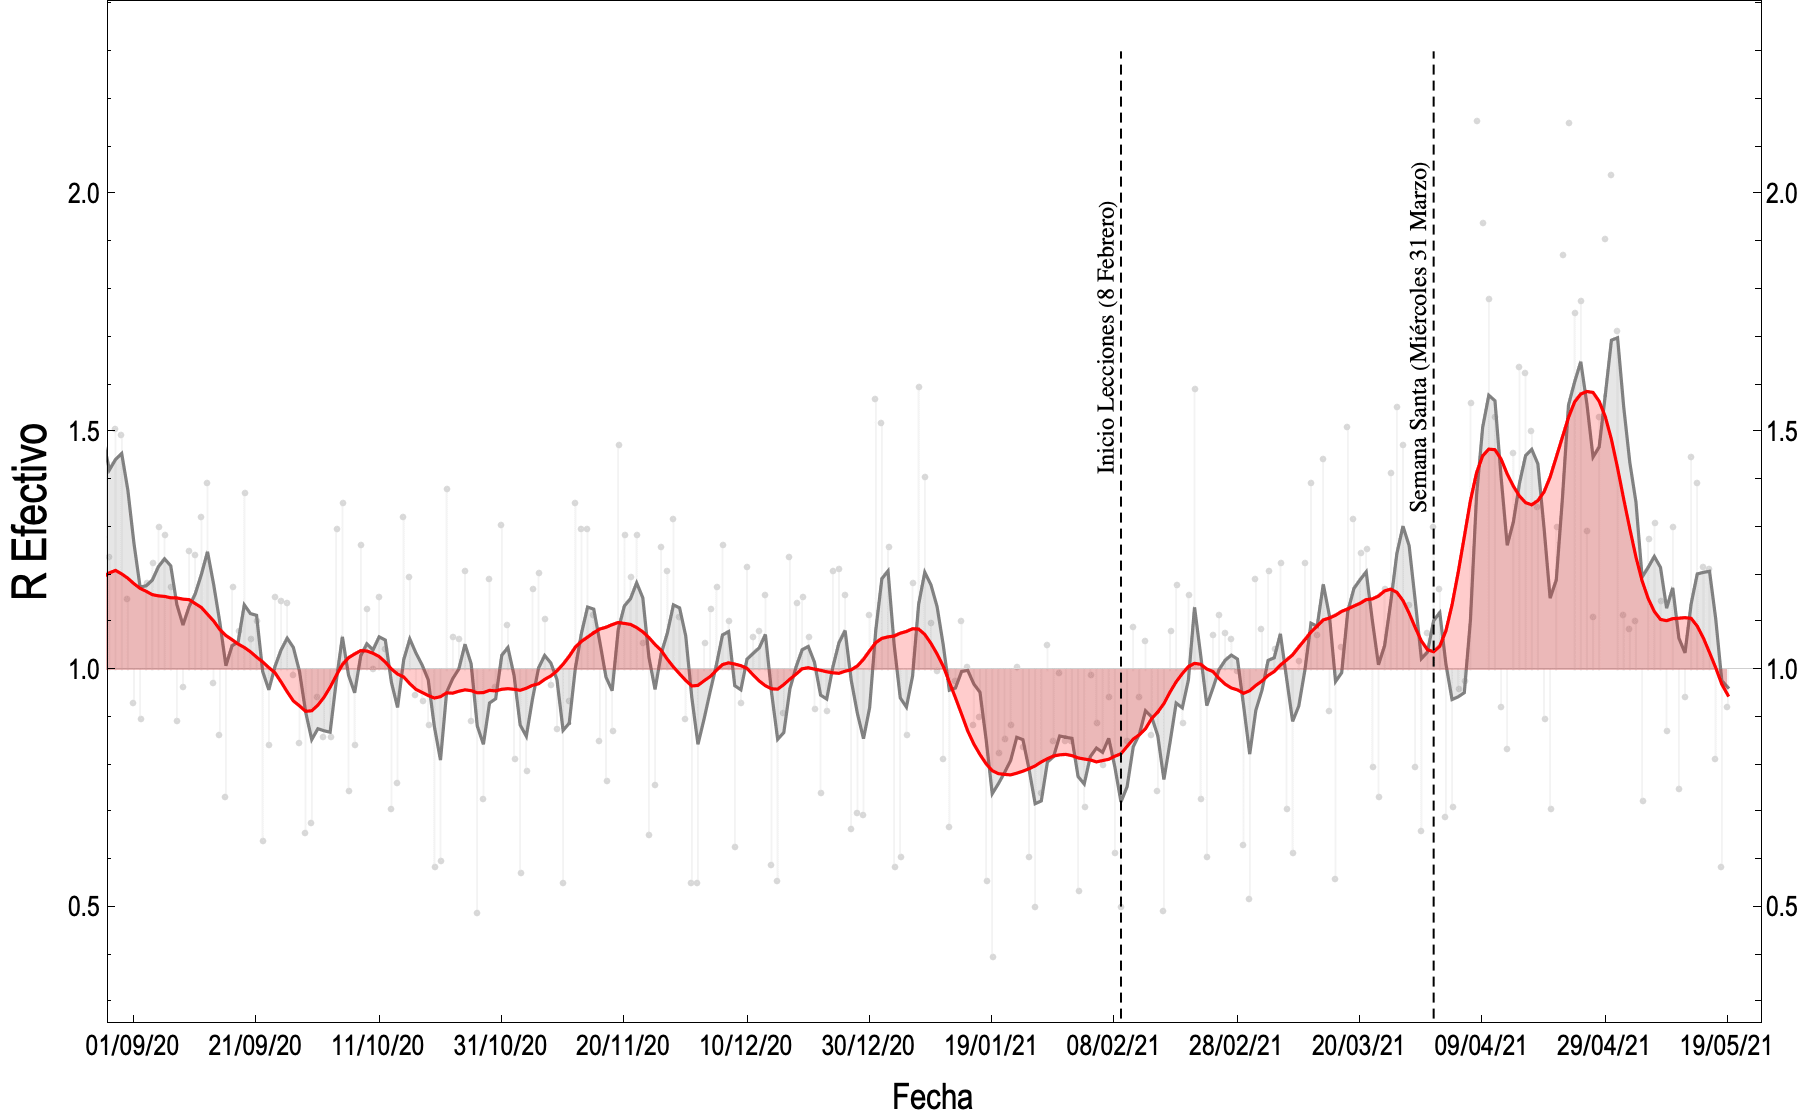 R Efectivo
2.0
1.5
1.0
0.5
Inicio Lecciones (8 Febrero)
Semana Santa (Miércoles 31 Marzo)
2.0
1.5
1.0
0.5
01/09/20 21/09/20 11/10/20 31/10/20 20/11/20 10/12/20 30/12/20 19/01/21 08/02/21 28/02/21 20/03/21 09/04/21 29/04/21 19/05/21
Fecha